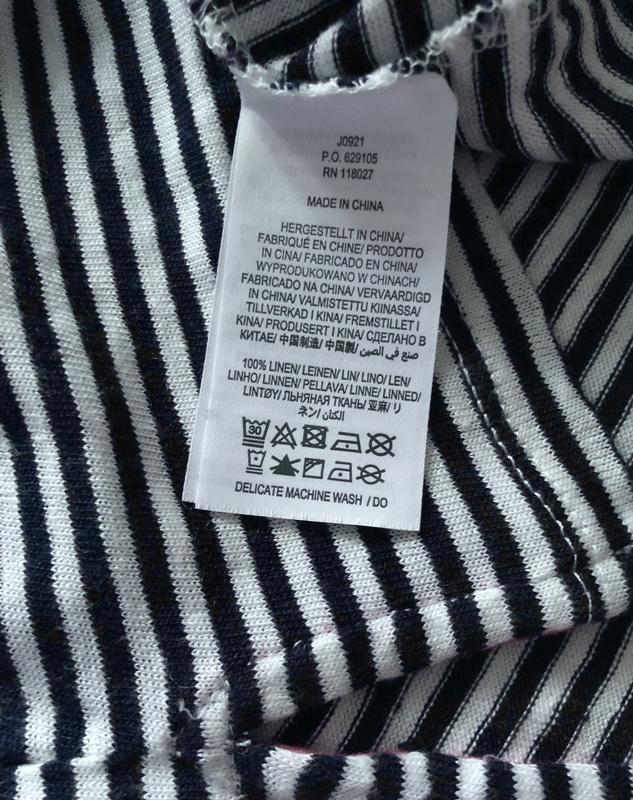 J0921
P.O. 629105
RN 118027
MADE IN CHINA
HERGESTELLT IN CHINA/
FABRIQUÉ EN CHINE/ PRODOTTO
IN CINA/ FABRICADO EN CHINA/
WYPRODUKOWANO W CHINACH/
FABRICADO NA CHINA/ VERVAARDIGD
IN CHINA/ VALMISTETTU KIINASSA/
TILLVERKAD I KINA/ FREMSTILLET I
KINA/ PRODUSERT I KINA/ СДЕЛАНО В
КИТАЕ/ 中国制造/ 中国製/ صنع في الصين
100% LINEN/ LEINEN/ LIN/ LINO/ LEN/
LINHO/ LINNEN/ PELLAVA/ LINNE/ LINNED/
LINTØY/ ЛЬНЯНАЯ ТКАНЬ/ 亚麻/ リ
ネン/ الكتان
30
DELICATE MACHINE WASH / DO